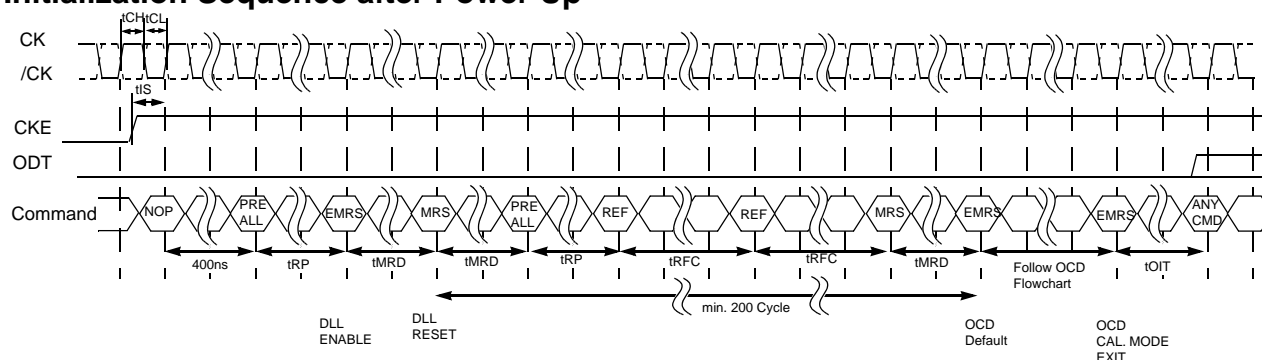 Initialization Sequence after Power Up
tCH tCL
CK
/CK
tIS
CKE
ODT
Command
NOP
PRE
ALL
EMRS
MRS
PRE
ALL
REF
REF
MRS
EMRS
EMRS
ANY
CMD
400ns
tRP
tMRD
tMRD
tRP
tRFC
tRFC
tMRD
Follow OCD
Flowchart
tOIT
min. 200 Cycle
DLL
ENABLE
DLL
RESET
OCD
Default
OCD
CAL. MODE
EXIT